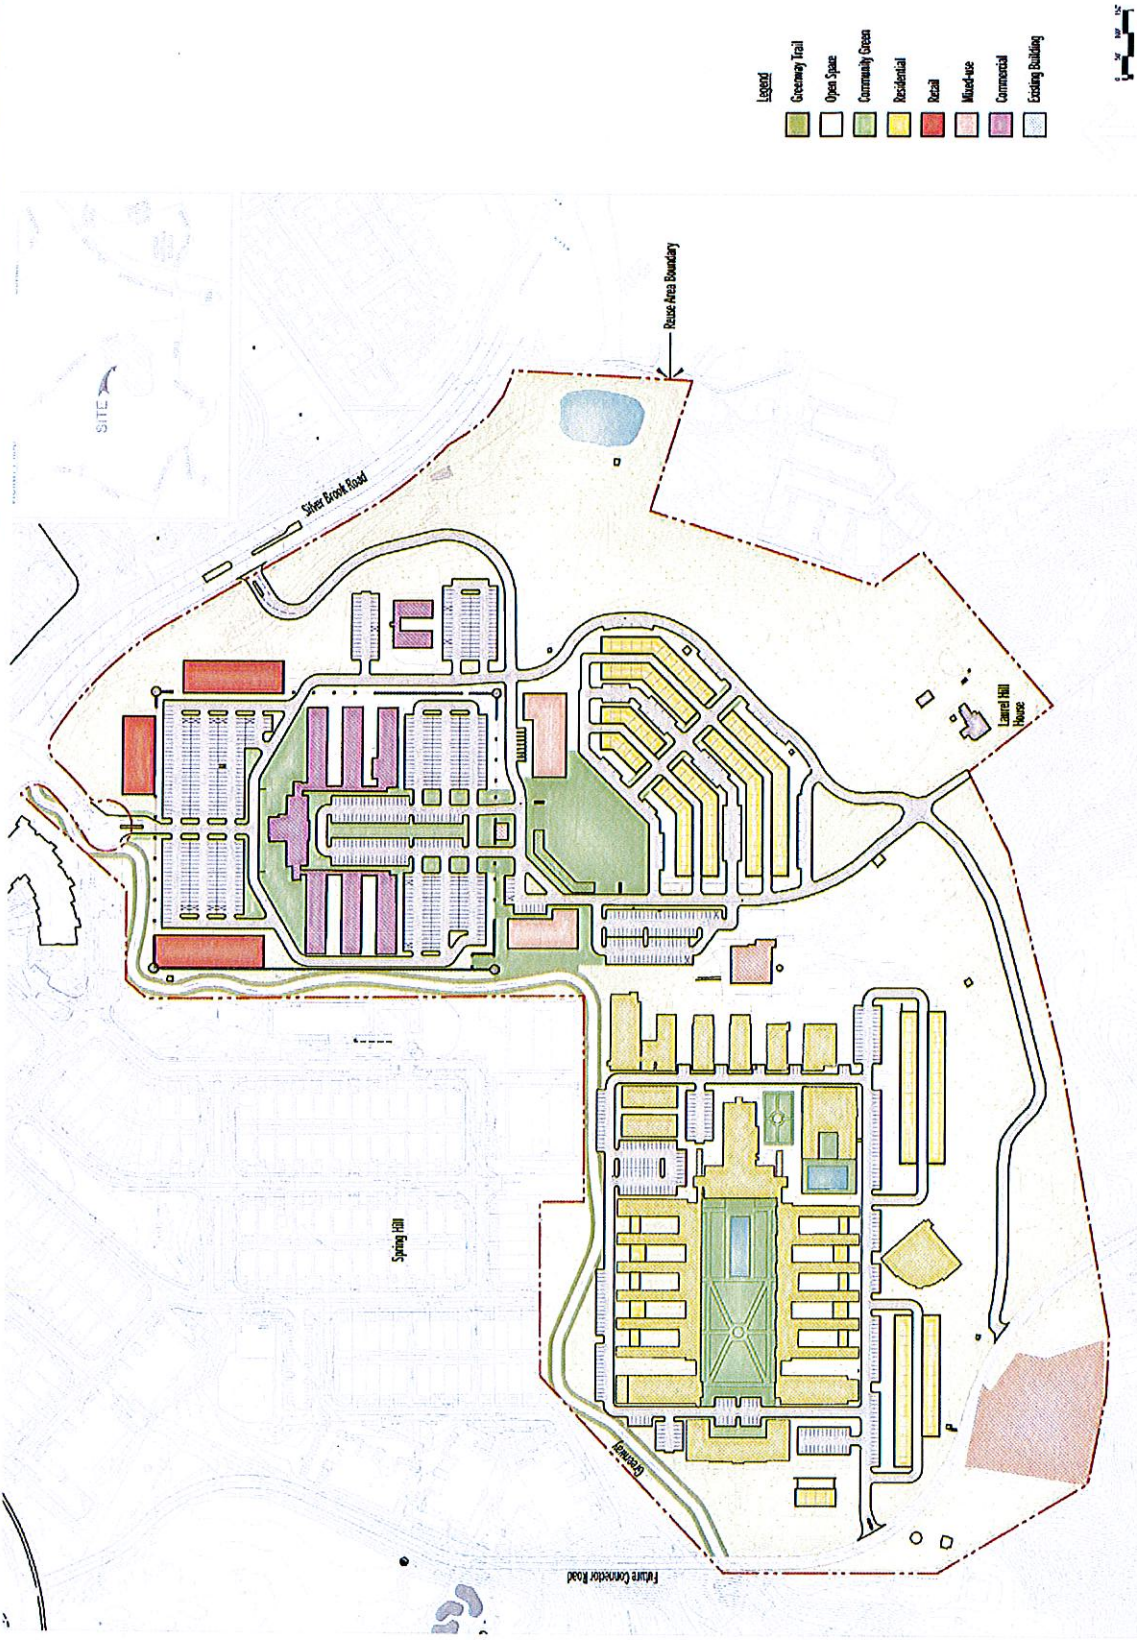 SITE
Silver Brook Road
Reuse Area Boundary
Laurel Hill
House
Spring Hill
Greenway
Future Connector Road
Legend
Greenway Trail
Open Space
Community Green
Residential
Retail
Mixed-use
Commercial
Existing Building